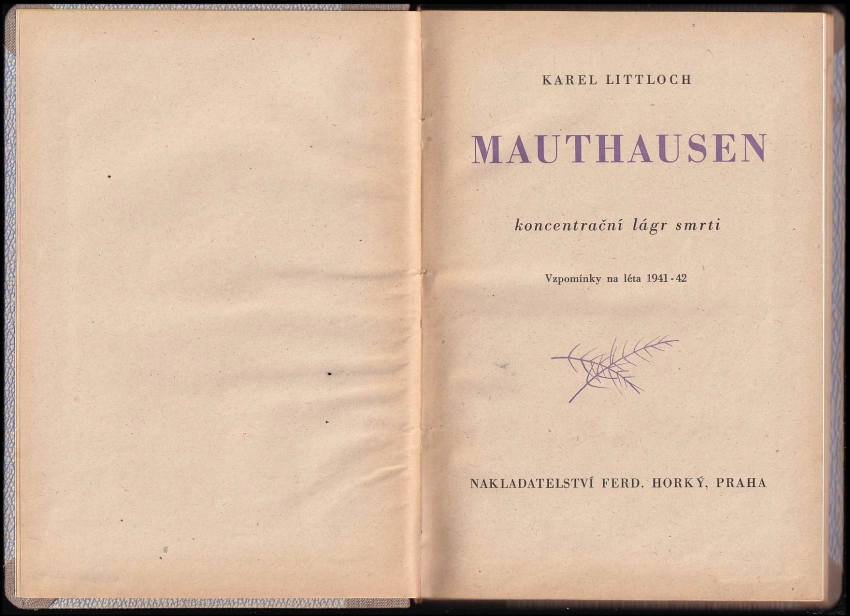 KAREL LITTLOCH
MAUTHAUSEN
koncentrační lágr smrti
Vzpomínky na léta 1941-42
NAKLADATELSTVÍ FERD. HORKÝ, PRAHA